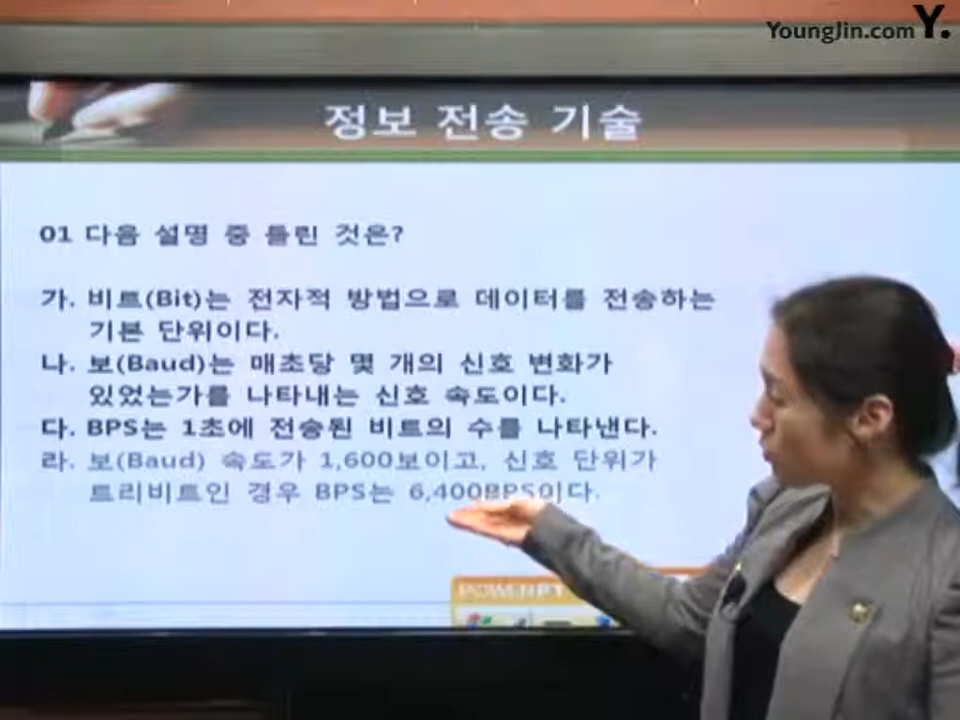 YoungJin.com Y.
정보 전송 기술
01 다음 설명 중 틀린 것은?
가. 비트(Bit)는 전자적 방법으로 데이터를 전송하는
기본 단위이다.
나. 보(Baud)는 매초당 몇 개의 신호 변화가
있었는가를 나타내는 신호 속도이다.
다. BPS는 1초에 전송된 비트의 수를 나타낸다.
라. 보(Baud) 속도가 1,600보이고, 신호 단위가
트리비트인 경우 BPS는 6,400BPS이다.
POWERPT